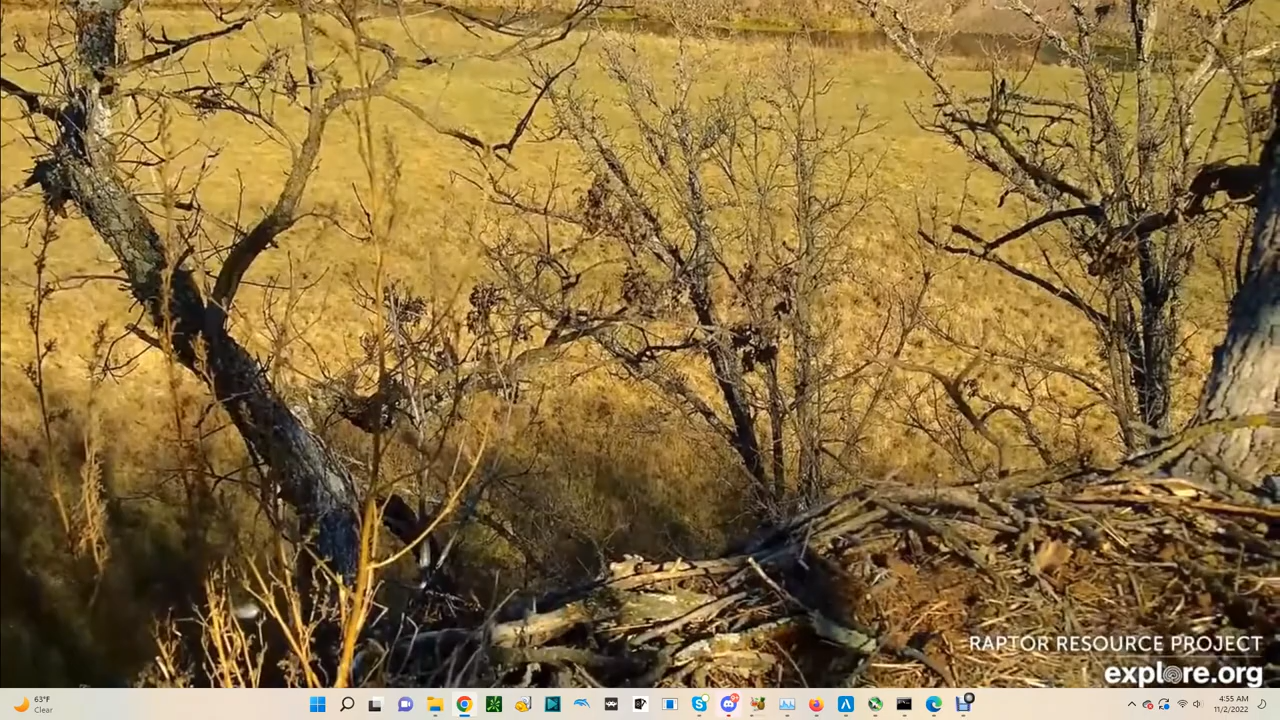 RAPTOR RESOURCE PROJECT
explore.org
63°F
Clear
4:55 AM
11/2/2022